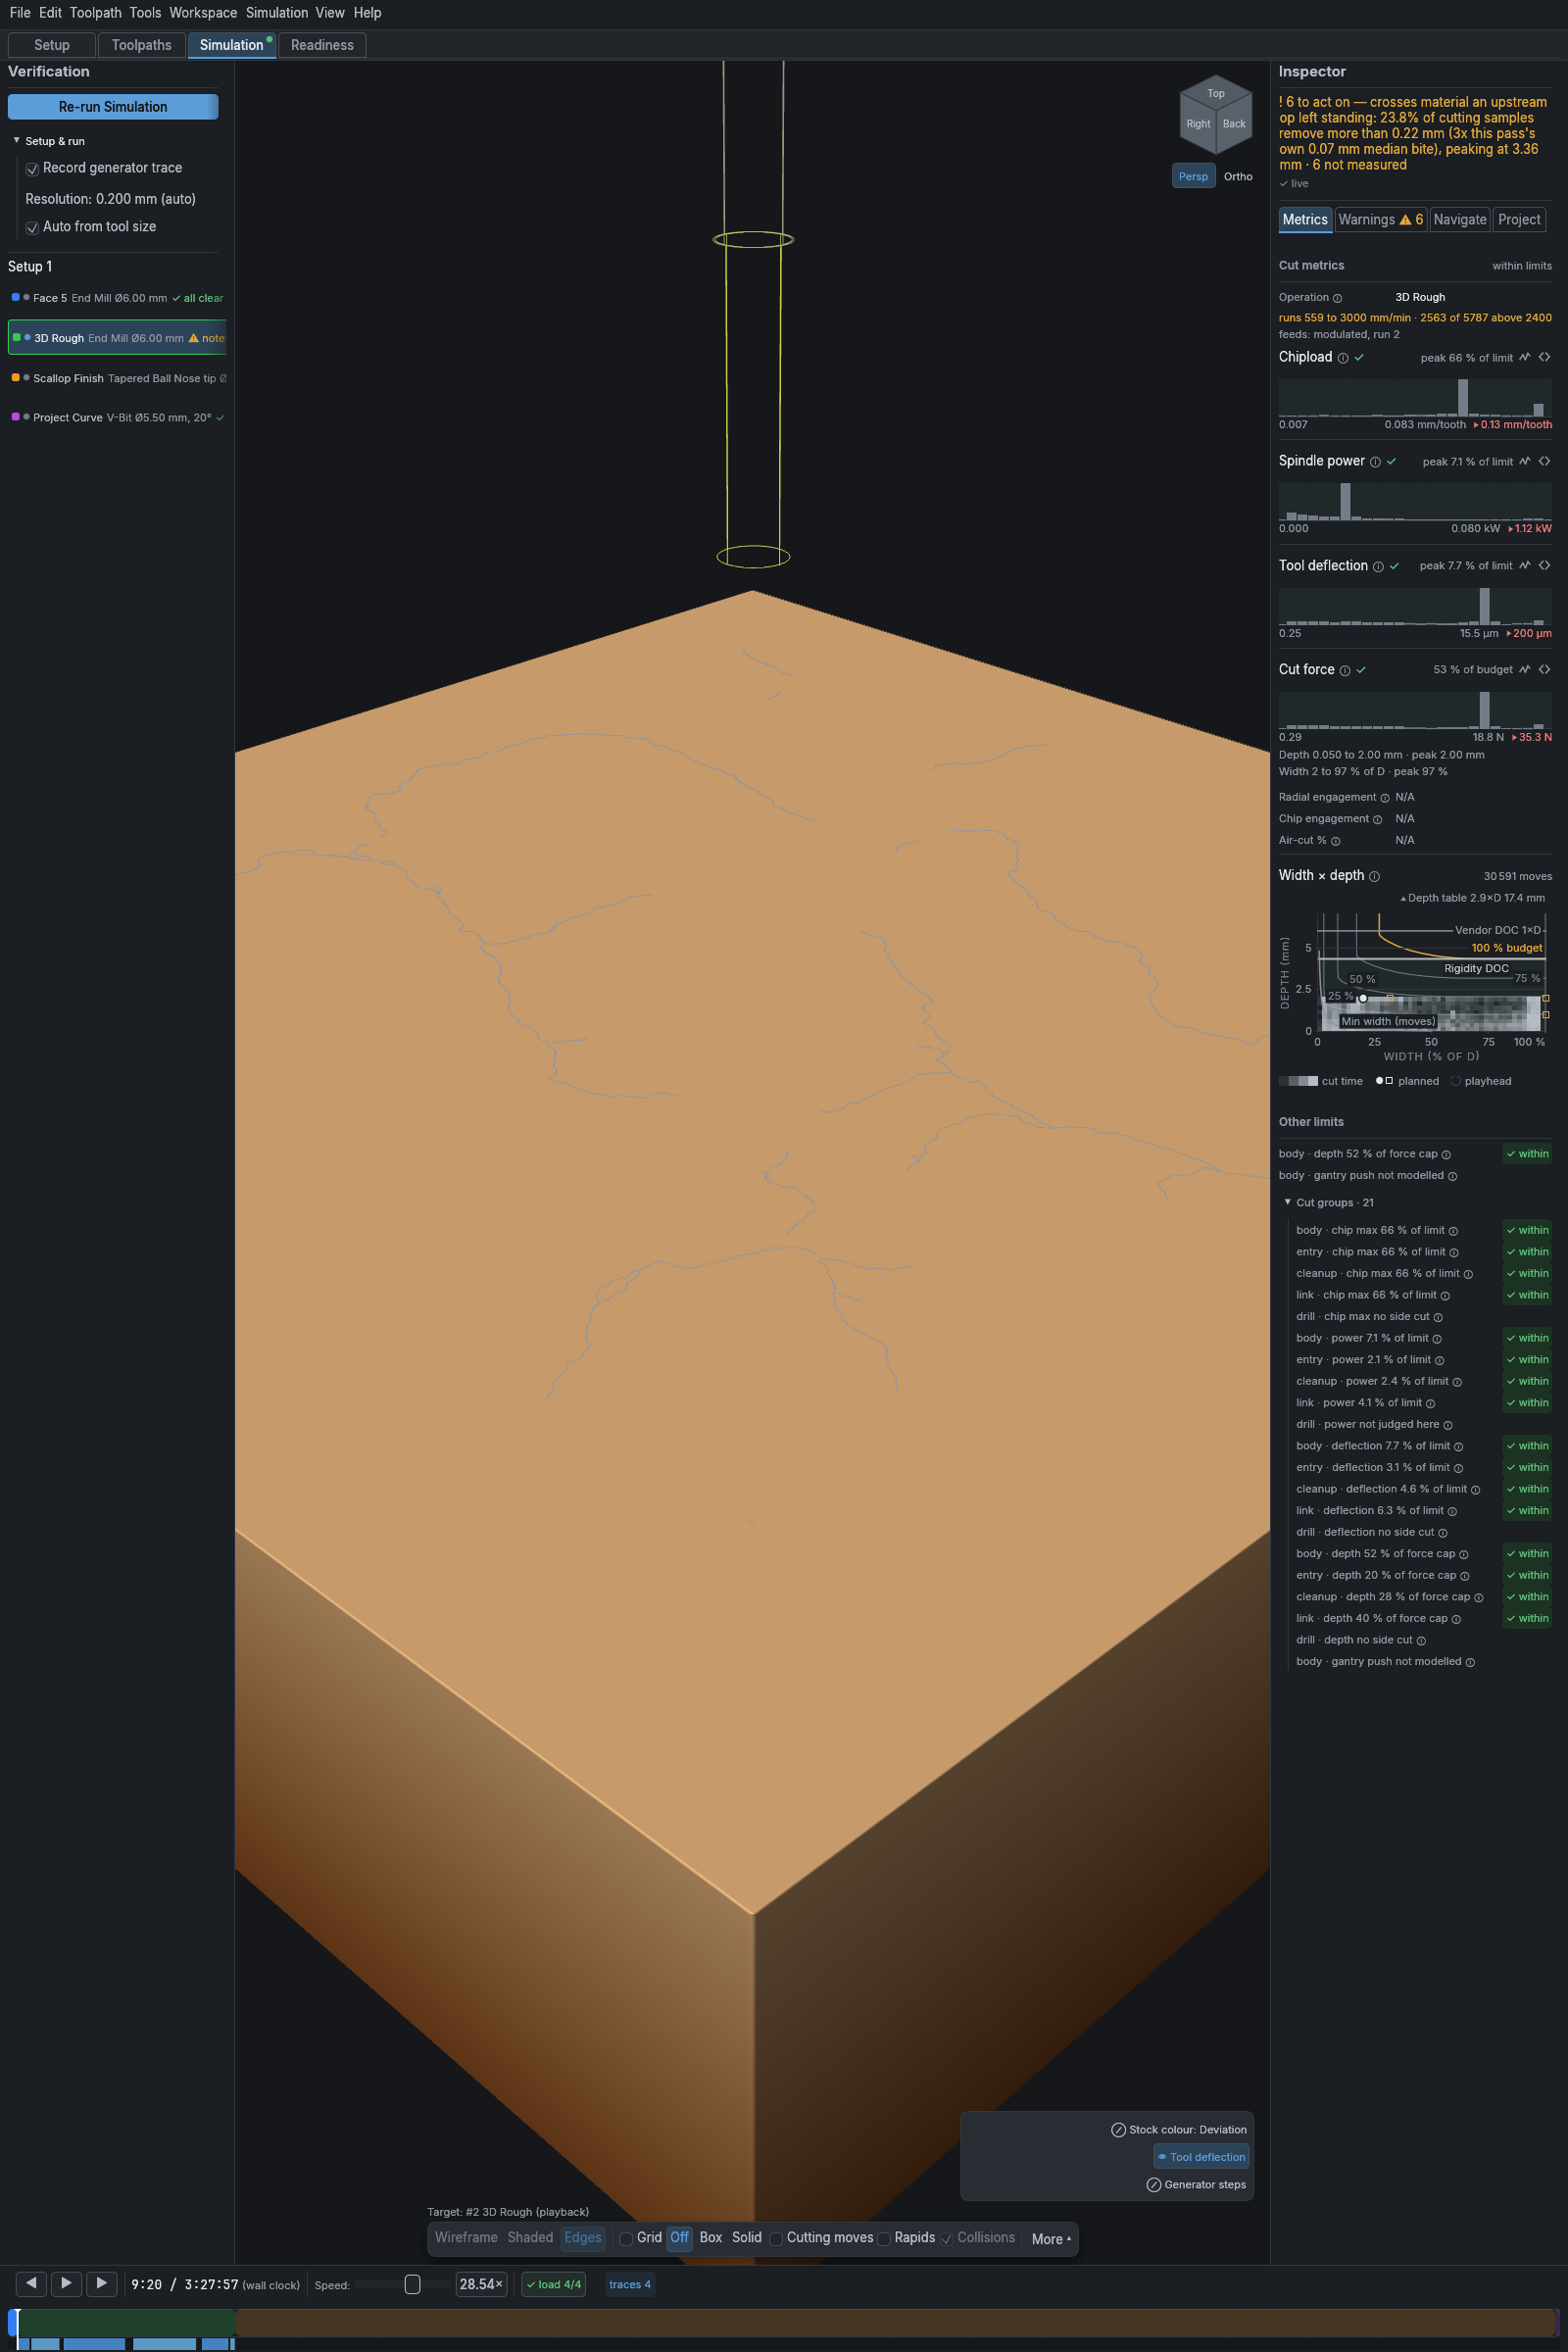 File Edit Toolpath Tools Workspace Simulation View Help
Setup Toolpaths Simulation Readiness
Verification
Re-run Simulation
Setup & run
Record generator trace
Resolution: 0.200 mm (auto)
Auto from tool size
Setup 1
Face 5 End Mill Ø6.00 mm ✓ all clear
3D Rough End Mill Ø6.00 mm ⚠ note
Scallop Finish Tapered Ball Nose tip Ø
Project Curve V-Bit Ø5.50 mm, 20° ✓
Top
Right Back
Persp Ortho
Target: #2 3D Rough (playback)
Wireframe Shaded Edges Grid Off Box Solid Cutting moves Rapids Collisions More
Stock colour: Deviation
Tool deflection
Generator steps
Inspector
! 6 to act on — crosses material an upstream
op left standing: 23.8% of cutting samples
remove more than 0.22 mm (3x this pass's
own 0.07 mm median bite), peaking at 3.36
mm · 6 not measured
✓ live
Metrics Warnings ⚠ 6 Navigate Project
Cut metrics within limits
Operation 3D Rough
runs 559 to 3000 mm/min · 2563 of 5787 above 2400
feeds: modulated, run 2
Chipload ✓ peak 66 % of limit
0.007 0.083 mm/tooth 0.13 mm/tooth
Spindle power ✓ peak 7.1 % of limit
0.000 0.080 kW 1.12 kW
Tool deflection ✓ peak 7.7 % of limit
0.25 15.5 µm 200 µm
Cut force ✓ 53 % of budget
0.29 18.8 N 35.3 N
Depth 0.050 to 2.00 mm · peak 2.00 mm
Width 2 to 97 % of D · peak 97 %
Radial engagement N/A
Chip engagement N/A
Air-cut % N/A
Width × depth 30 591 moves
Depth table 2.9×D 17.4 mm
Vendor DOC 1×D
100 % budget
Rigidity DOC
75 %
50 %
25 %
Min width (moves)
DEPTH (mm)
5
2.5
0
0 25 50 75 100 %
WIDTH (% OF D)
cut time planned playhead
Other limits
body · depth 52 % of force cap ✓ within
body · gantry push not modelled
Cut groups · 21
body · chip max 66 % of limit ✓ within
entry · chip max 66 % of limit ✓ within
cleanup · chip max 66 % of limit ✓ within
link · chip max 66 % of limit ✓ within
drill · chip max no side cut
body · power 7.1 % of limit ✓ within
entry · power 2.1 % of limit ✓ within
cleanup · power 2.4 % of limit ✓ within
link · power 4.1 % of limit ✓ within
drill · power not judged here
body · deflection 7.7 % of limit ✓ within
entry · deflection 3.1 % of limit ✓ within
cleanup · deflection 4.6 % of limit ✓ within
link · deflection 6.3 % of limit ✓ within
drill · deflection no side cut
body · depth 52 % of force cap ✓ within
entry · depth 20 % of force cap ✓ within
cleanup · depth 28 % of force cap ✓ within
link · depth 40 % of force cap ✓ within
drill · depth no side cut
body · gantry push not modelled
9:20 / 3:27:57 (wall clock) Speed: 28.54× ✓ load 4/4 traces 4